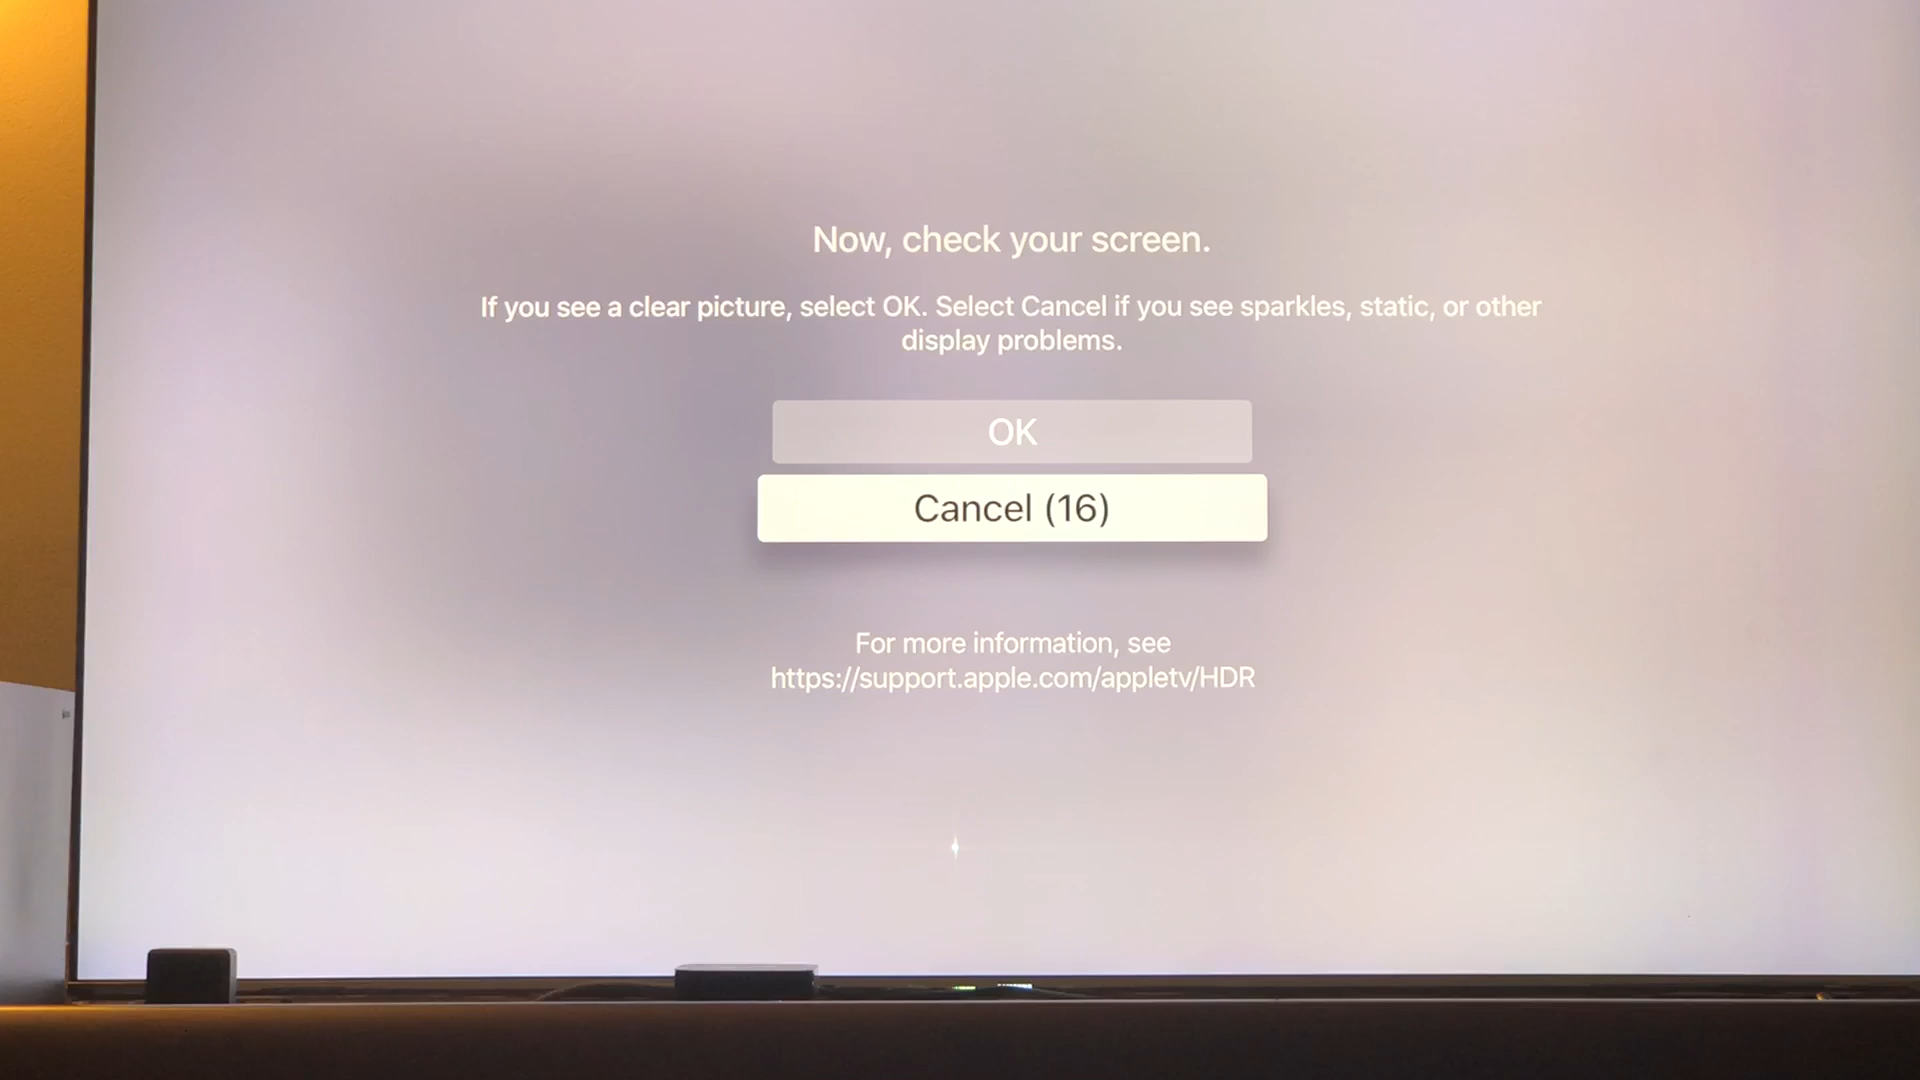 Now, check your screen.
If you see a clear picture, select OK. Select Cancel if you see sparkles, static, or other
display problems.
OK
Cancel (16)
For more information, see
https://support.apple.com/appletv/HDR